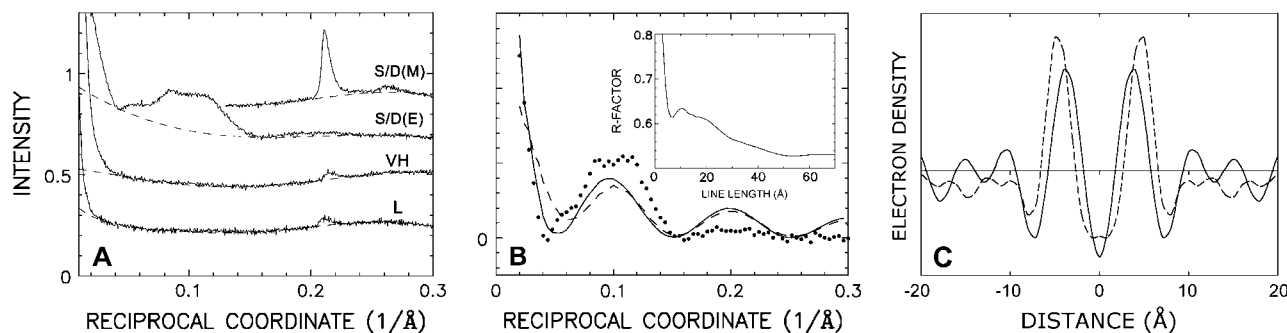 1
0.5
0
INTENSITY
S/D(M)
S/D(E)
VH
L
A
0.1
0.2
0.3
RECIPROCAL COORDINATE (1/Å)
0
B
0.8
0.7
0.6
R-FACTOR
0
20
40
60
LINE LENGTH (Å)
0
0.1
0.2
0.3
RECIPROCAL COORDINATE (1/Å)
ELECTRON DENSITY
C
-20
-10
0
10
20
DISTANCE (Å)